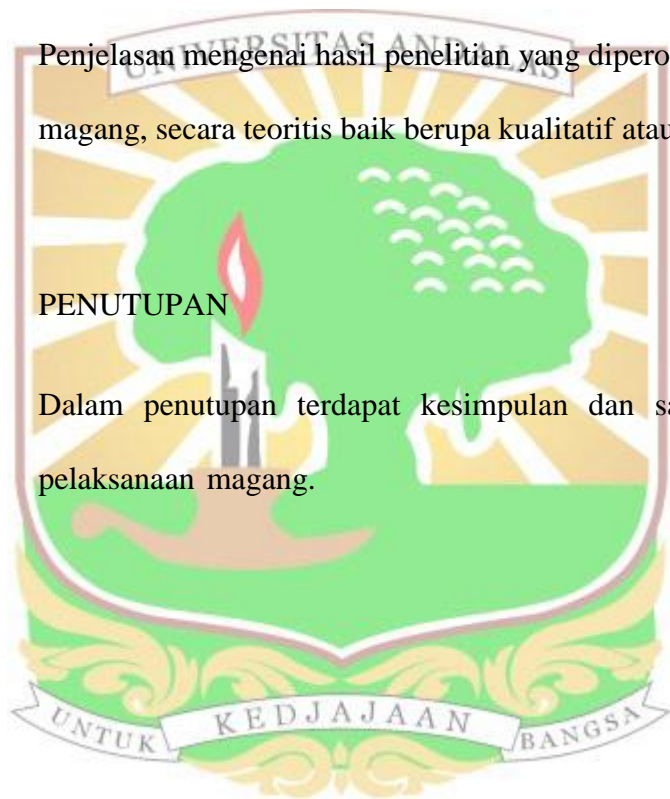 UNIVERSITAS ANDALAS
Penjelasan mengenai hasil penelitian yang dipero
magang, secara teoritis baik berupa kualitatif atau
PENUTUPAN
Dalam penutupan terdapat kesimpulan dan sa
pelaksanaan magang.
UNTUK KEDJAJAAN BANGSA